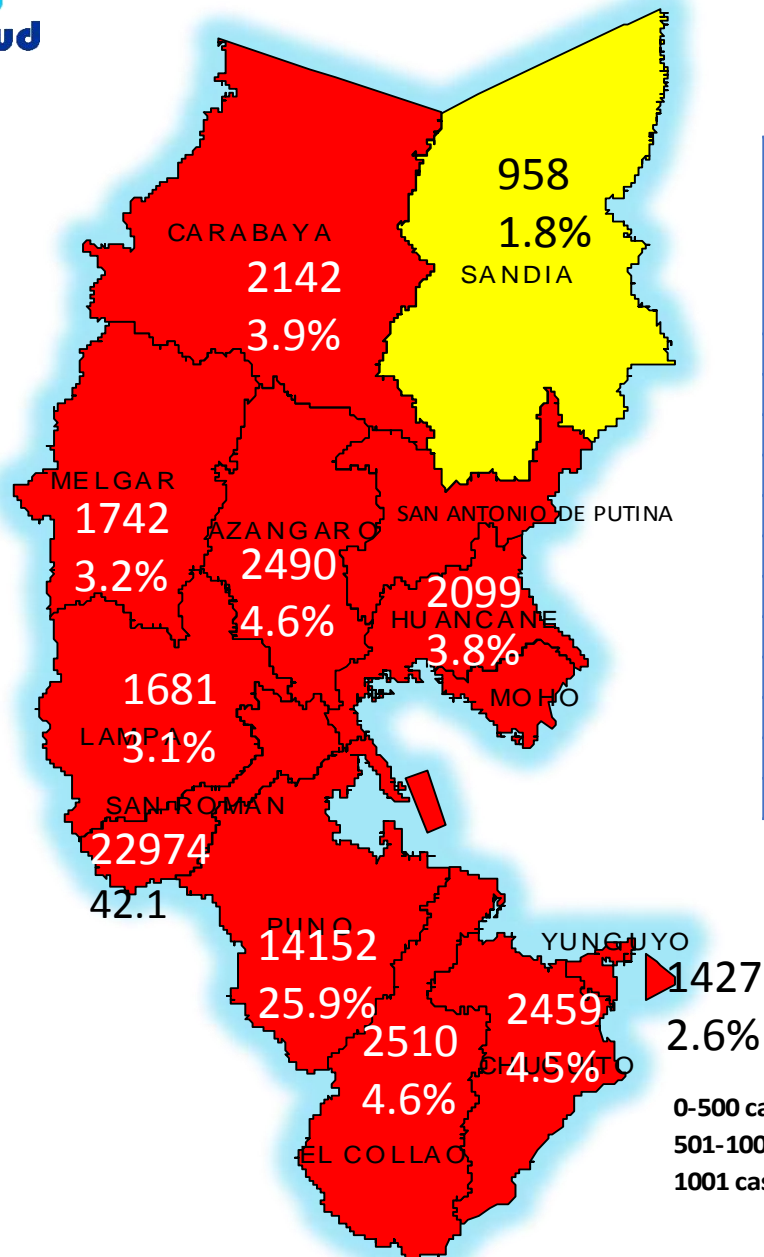 ud
958
1.8%
SANDIA
CARABAYA
2142
3.9%
MELGAR
1742
3.2%
AZANGARO
2490
4.6%
SAN ANTONIO DE PUTINA
2099
HUANCANE
3.8%
MOHO
1681
LAMPA
3.1%
SAN ROMAN
22974
42.1
PUNO
14152
25.9%
YUNGUYO
1427
2.6%
2459
CHUCUITO
4.5%
2510
4.6%
EL COLLAO
0-500 ca
501-100
1001 cas